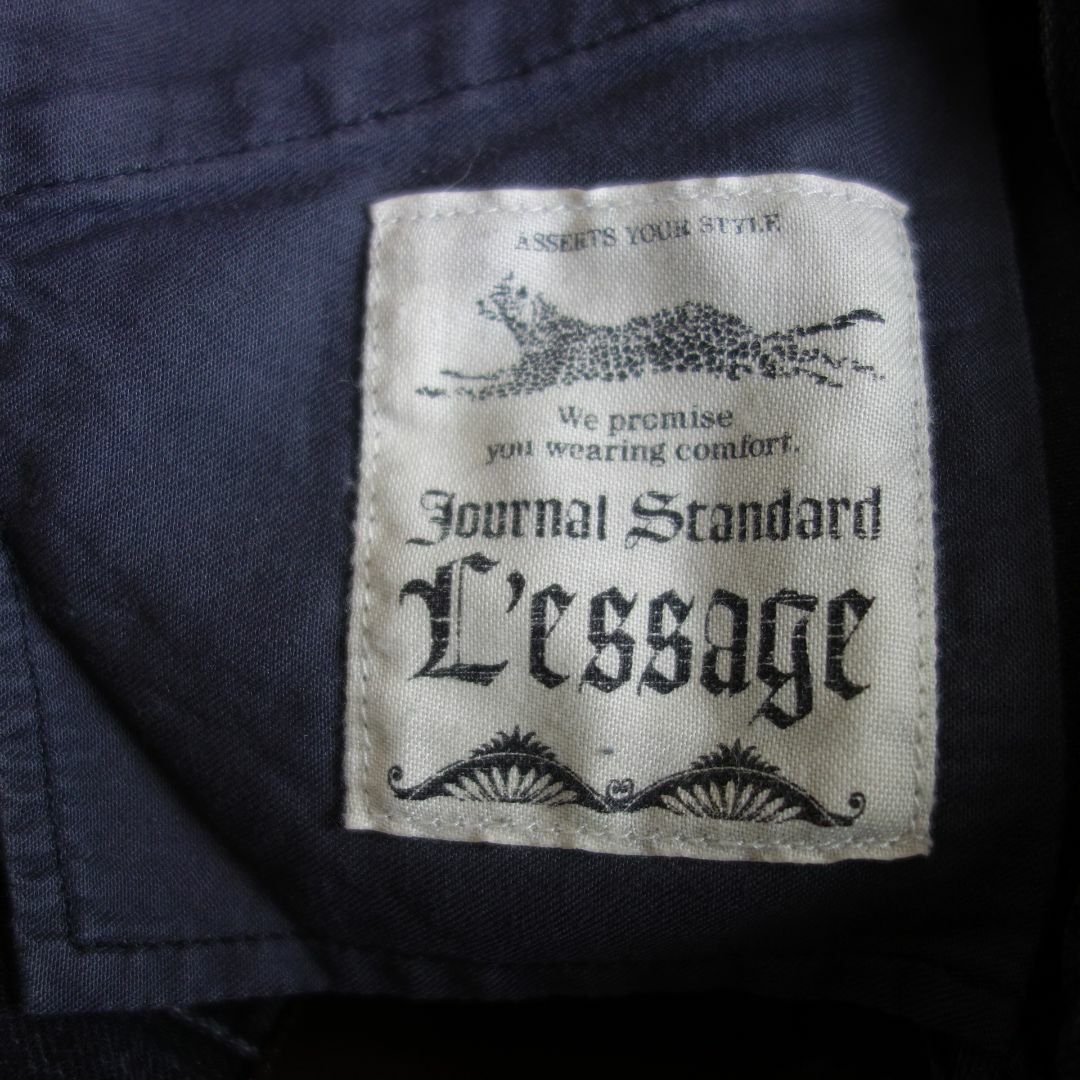 ASSERTS YOUR STYLE
We promise
you wearing comfort.
Journal Standard
L'essage